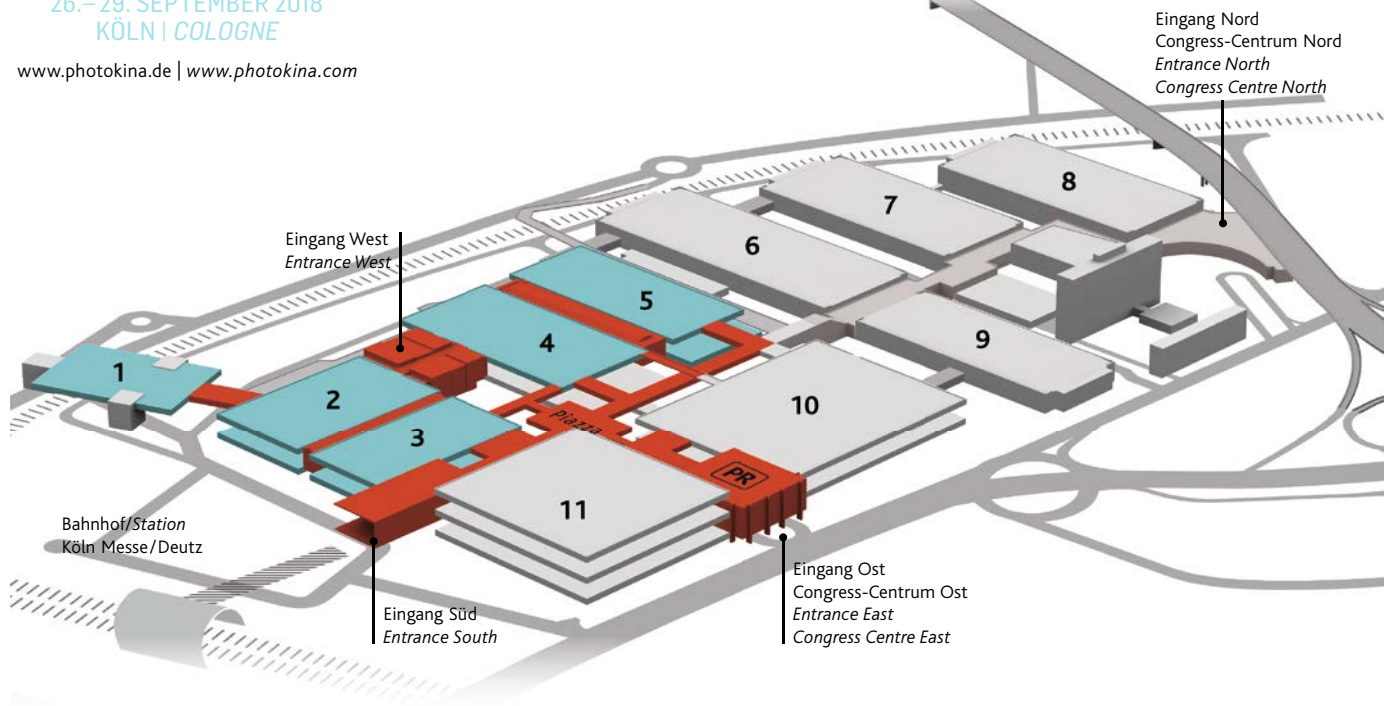 26.– 29. SEPTEMBER 2018
KÖLN | COLOGNE
www.photokina.de | www.photokina.com
Eingang Nord
Congress-Centrum Nord
Entrance North
Congress Centre North
8
7
6
Eingang West
Entrance West
5
4
9
1
2
10
3
Piazza
PR
11
Bahnhof/Station
Köln Messe/Deutz
Eingang Ost
Congress-Centrum Ost
Entrance East
Congress Centre East
Eingang Süd
Entrance South